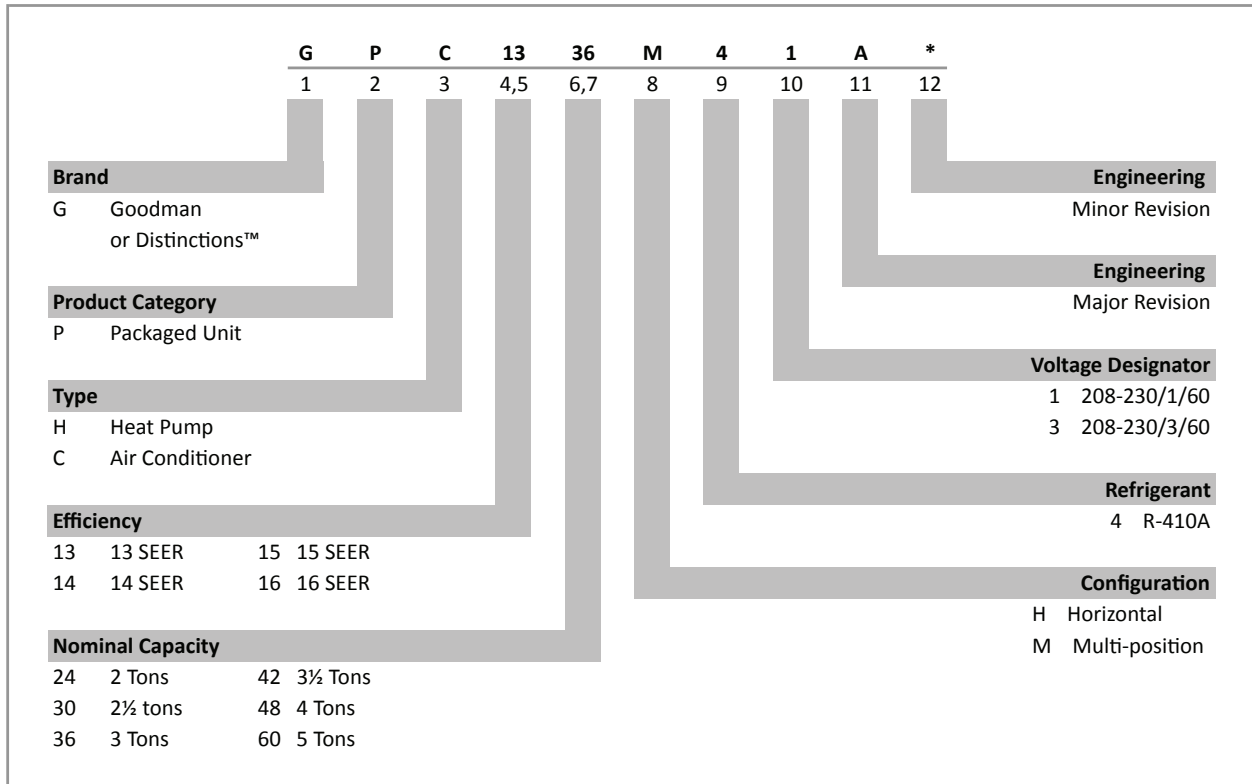 G P C 13 36 M 4 1 A *
1 2 3 4,5 6,7 8 9 10 11 12
Brand
G Goodman
or Distinctions™
Product Category
P Packaged Unit
Type
H Heat Pump
C Air Conditioner
Efficiency
13 13 SEER 15 15 SEER
14 14 SEER 16 16 SEER
Nominal Capacity
24 2 Tons 42 3½ Tons
30 2½ tons 48 4 Tons
36 3 Tons 60 5 Tons
Engineering
Minor Revision
Engineering
Major Revision
Voltage Designator
1 208-230/1/60
3 208-230/3/60
Refrigerant
4 R-410A
Configuration
H Horizontal
M Multi-position